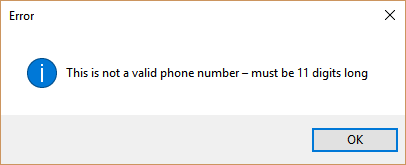 Error
This is not a valid phone number – must be 11 digits long
OK